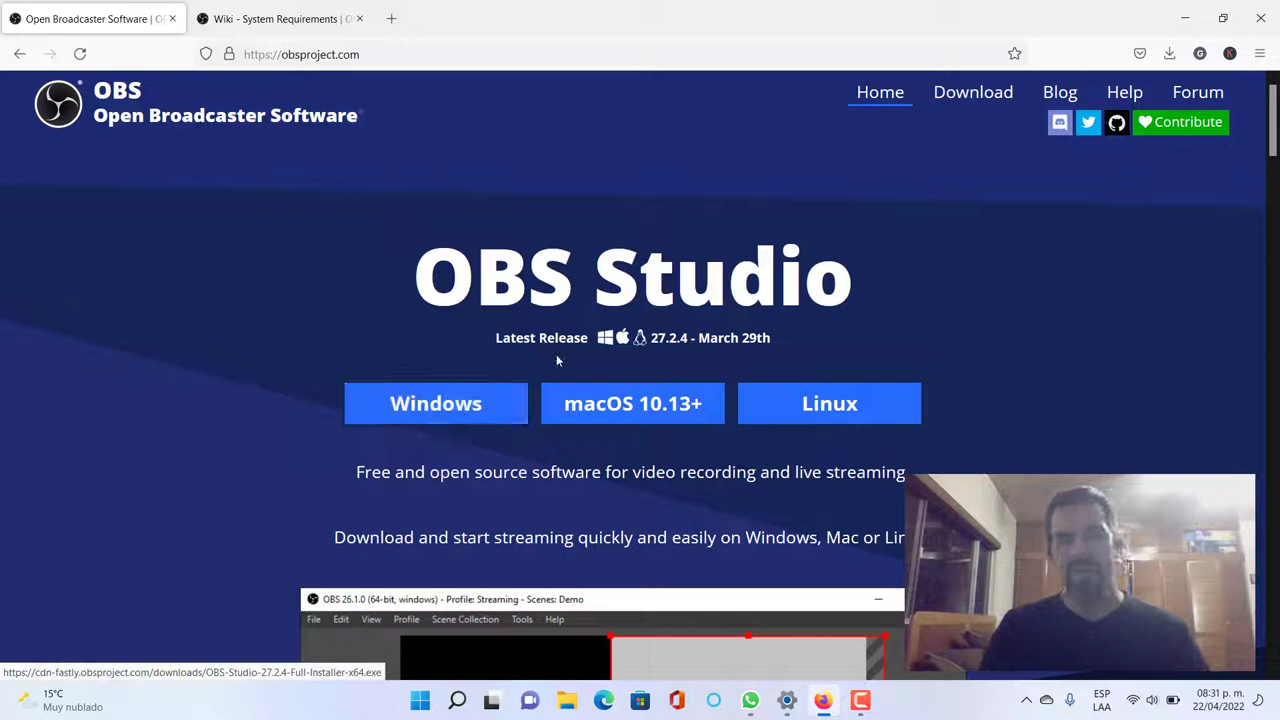 Open Broadcaster Software | O
Wiki - System Requirements | O
https://obsproject.com
G
K
OBS
Open Broadcaster Software
Home
Download
Blog
Help
Forum
Contribute
OBS Studio
Latest Release
27.2.4 - March 29th
Windows
macOS 10.13+
Linux
Free and open source software for video recording and live streaming.
Download and start streaming quickly and easily on Windows, Mac or Lin
OBS 26.1.0 (64-bit, windows) - Profile: Streaming - Scenes: Demo
File Edit View Profile Scene Collection Tools Help
https://cdn-fastly.obsproject.com/downloads/OBS-Studio-27.2.4-Full-Installer-x64.exe
15°C
Muy nublado
ESP
LAA
08:31 p. m.
22/04/2022